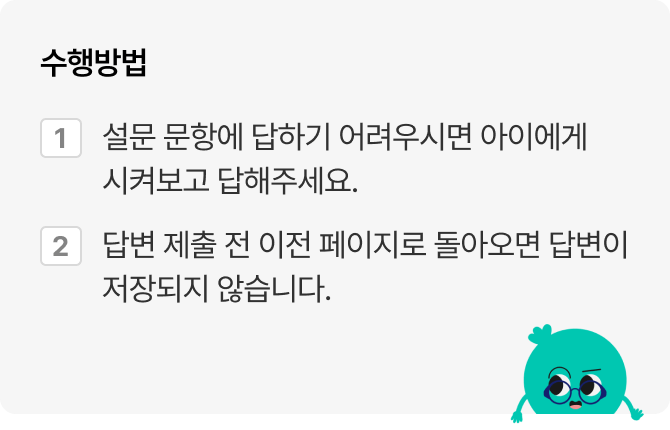 수행방법
1 설문 문항에 답하기 어려우시면 아이에게
시켜보고 답해주세요.
2 답변 제출 전 이전 페이지로 돌아오면 답변이
저장되지 않습니다.